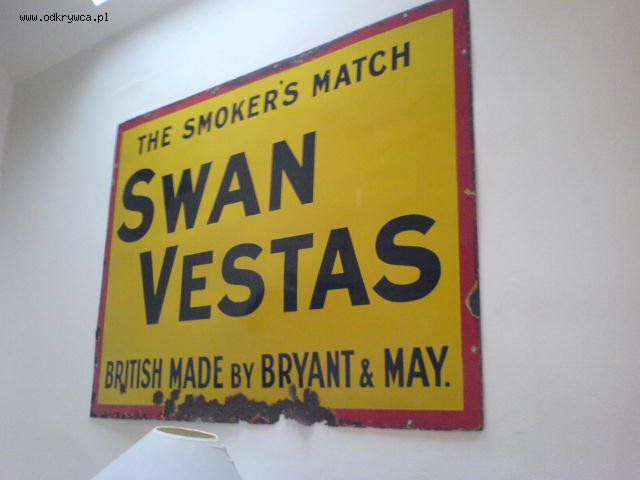 www.odkrywca.pl
THE SMOKER'S MATCH
SWAN
VESTAS
BRITISH MADE BY BRYANT & MAY.